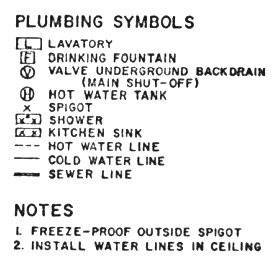 PLUMBING SYMBOLS
L LAVATORY
F DRINKING FOUNTAIN
V VALVE UNDERGROUND BACKDRAIN
(MAIN SHUT-OFF)
H HOT WATER TANK
x SPIGOT
x x SHOWER
K x KITCHEN SINK
--- HOT WATER LINE
COLD WATER LINE
SEWER LINE
NOTES
1. FREEZE-PROOF OUTSIDE SPIGOT
2. INSTALL WATER LINES IN CEILING